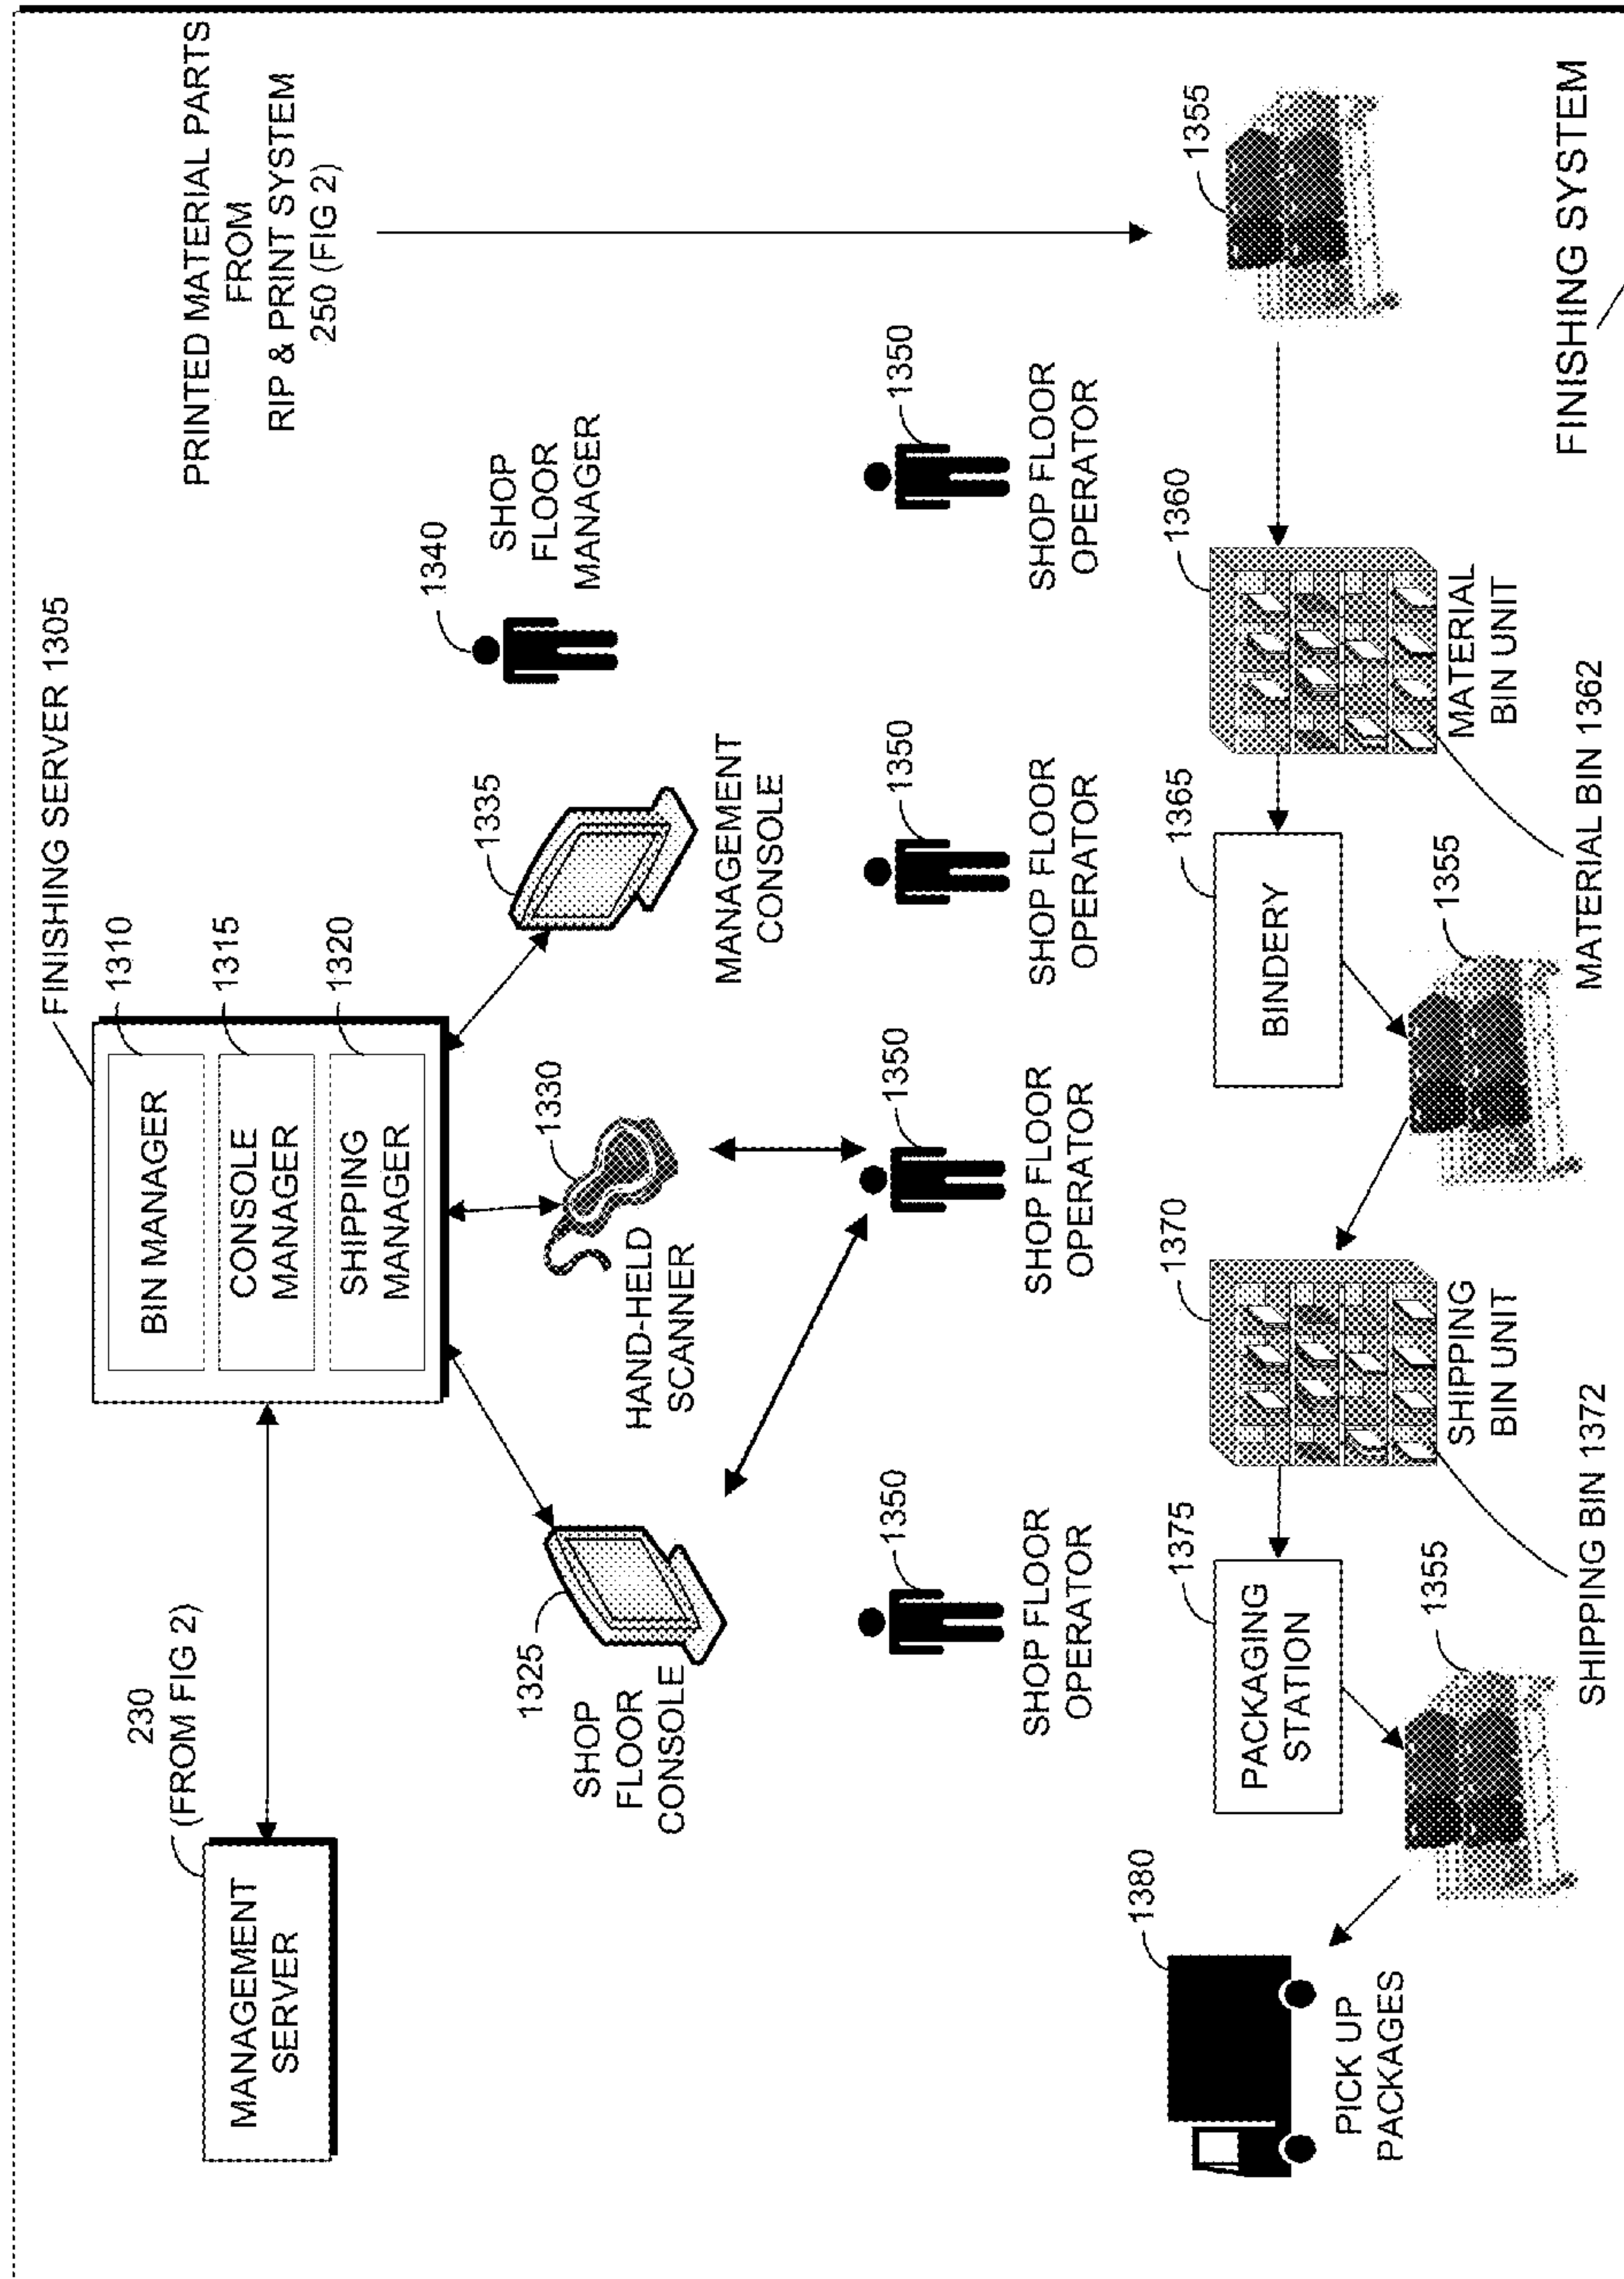 PRINTED MATERIAL PARTS
FROM
RIP & PRINT SYSTEM
250 (FIG 2)
FINISHING SERVER 1305
230
(FROM FIG 2)
MANAGEMENT
SERVER
BIN MANAGER
1310
CONSOLE
MANAGER
1315
SHIPPING
MANAGER
1320
1325
SHOP
FLOOR
CONSOLE
1330
HAND-HELD
SCANNER
1335
MANAGEMENT
CONSOLE
1340
SHOP
FLOOR
MANAGER
1350
SHOP FLOOR
OPERATOR
1350
SHOP FLOOR
OPERATOR
1350
SHOP FLOOR
OPERATOR
1350
SHOP FLOOR
OPERATOR
1380
PICK UP
PACKAGES
1375
PACKAGING
STATION
1355
1370
SHIPPING
BIN UNIT
SHIPPING BIN 1372
1365
BINDERY
1355
1360
MATERIAL
BIN UNIT
MATERIAL BIN 1362
1355
FINISHING SYSTEM